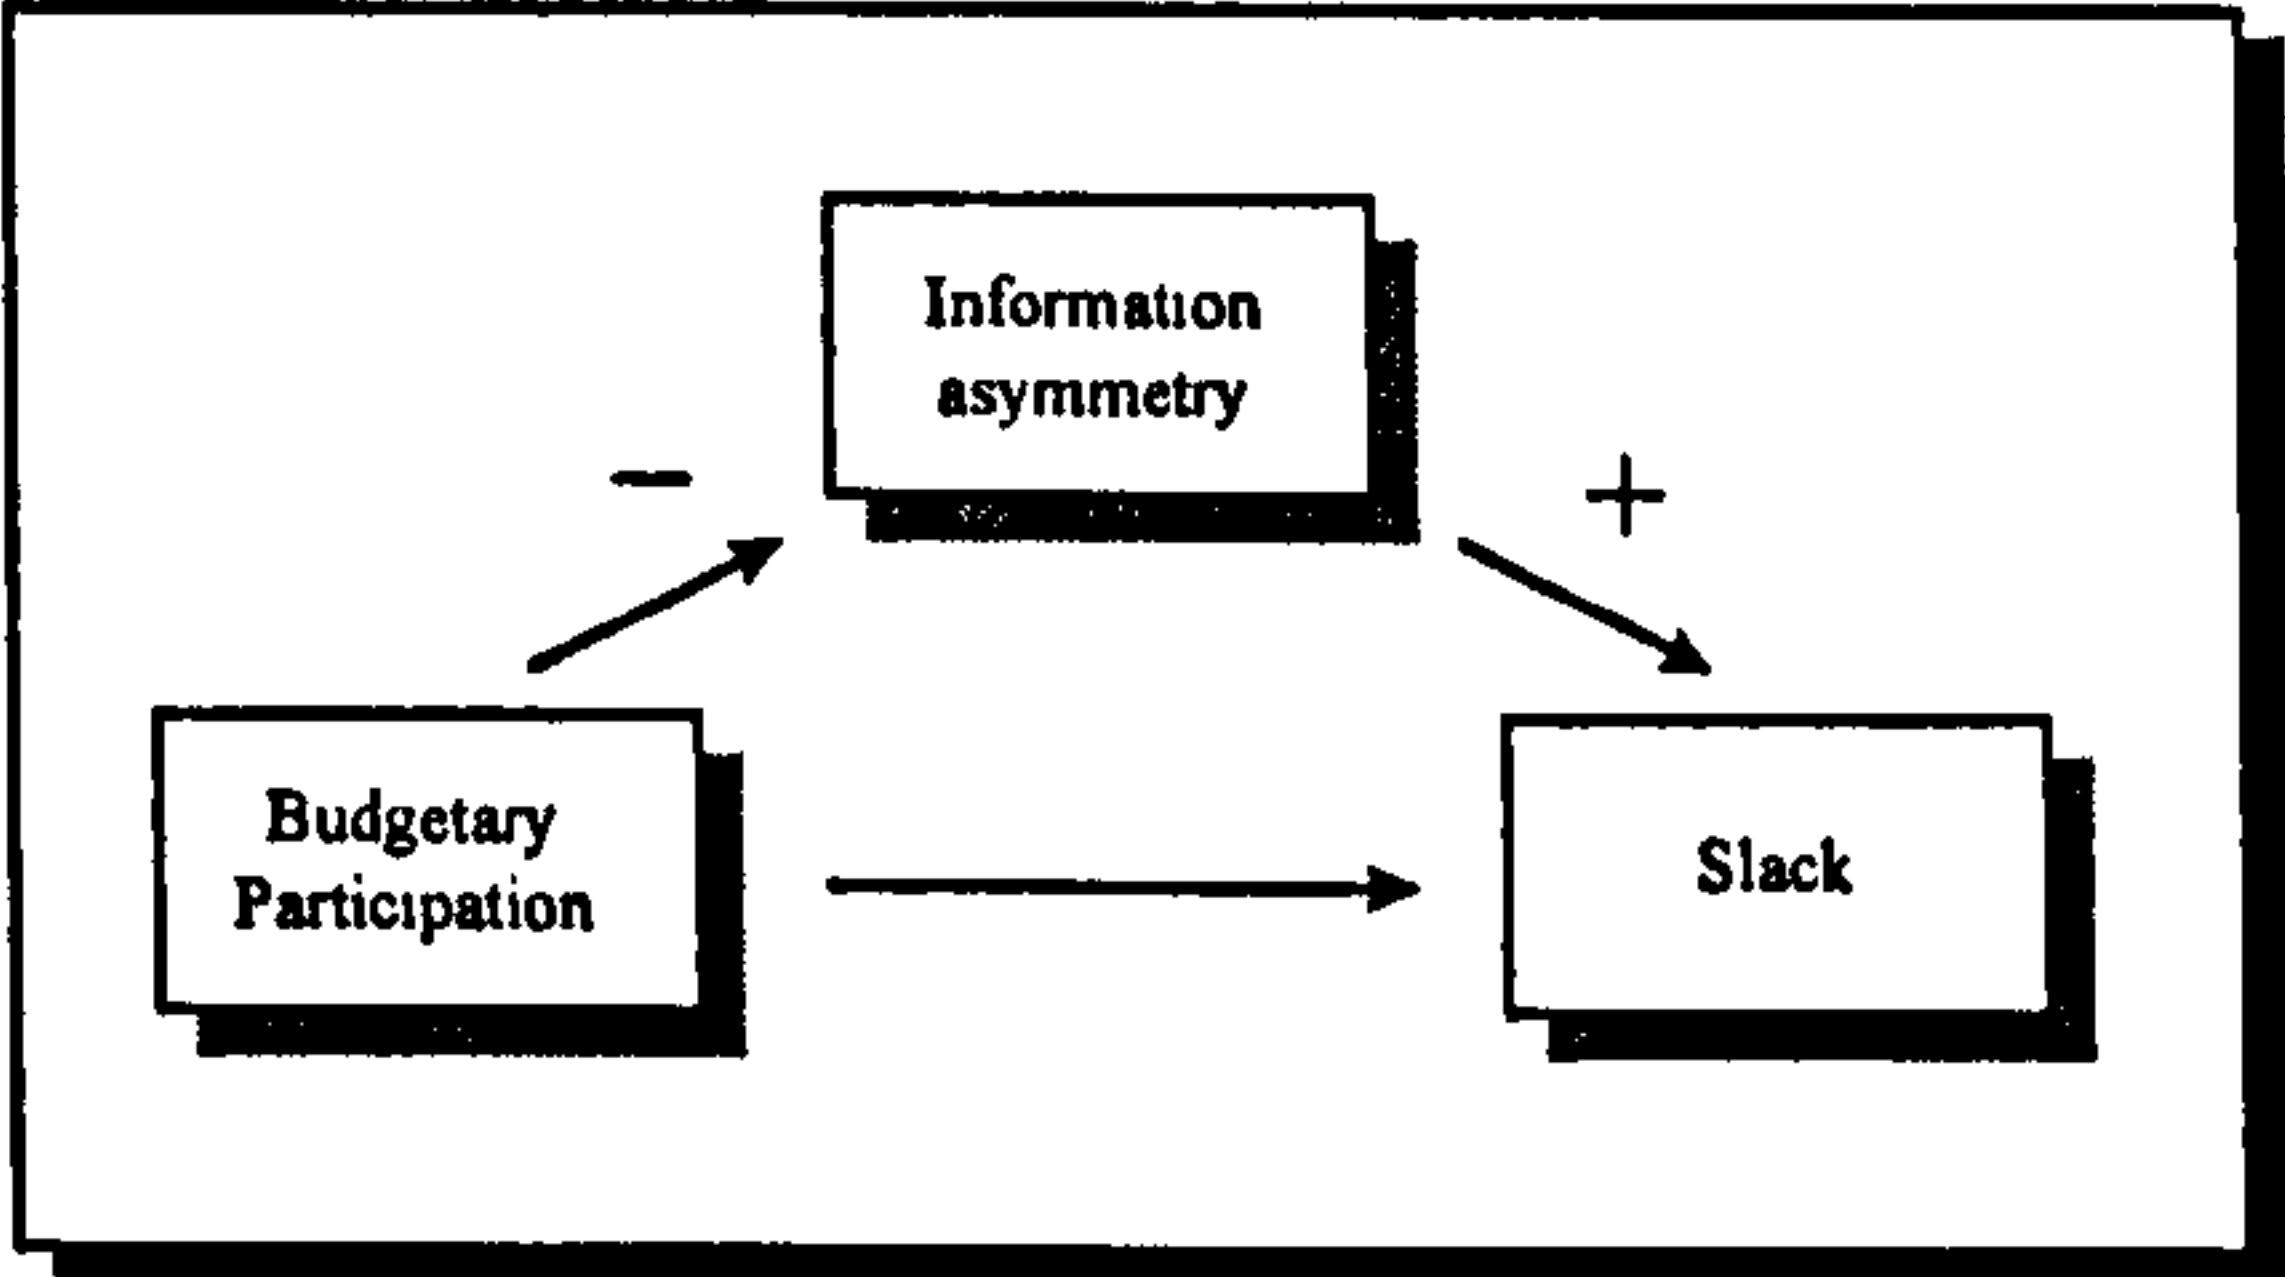 Information
asymmetry
−
+
Budgetary
Participation
Slack